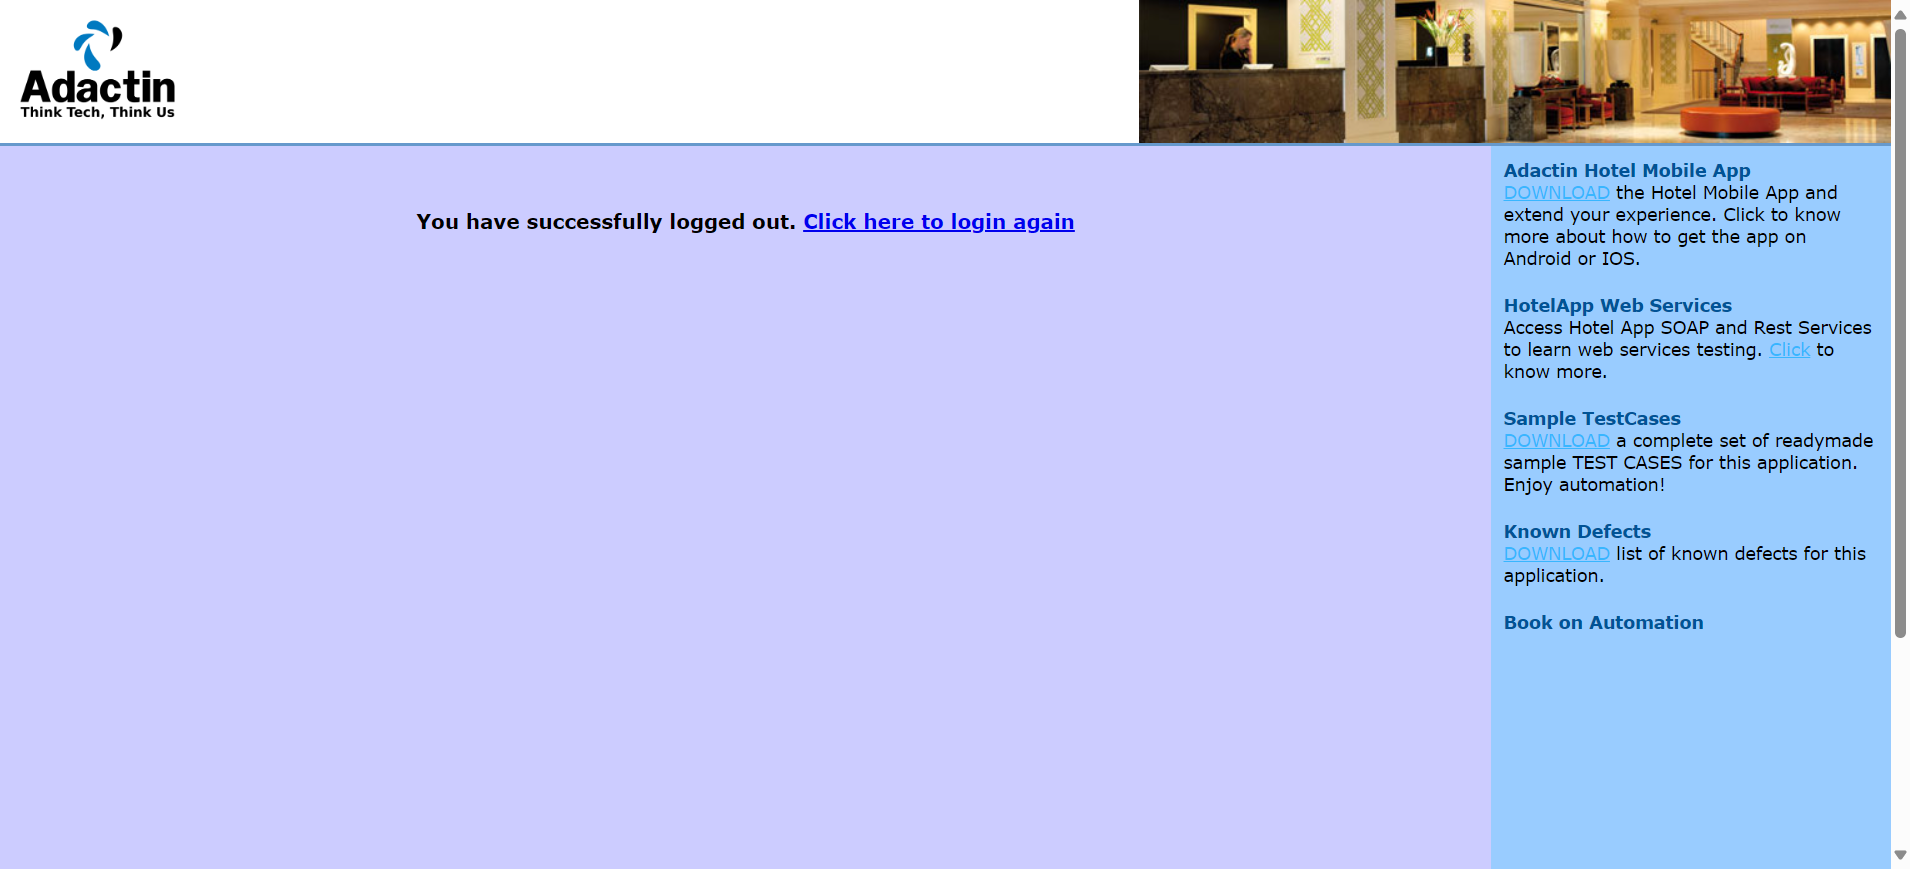 Adactin
Think Tech, Think Us
You have successfully logged out. Click here to login again
Adactin Hotel Mobile App
DOWNLOAD the Hotel Mobile App and
extend your experience. Click to know
more about how to get the app on
Android or IOS.
HotelApp Web Services
Access Hotel App SOAP and Rest Services
to learn web services testing. Click to
know more.
Sample TestCases
DOWNLOAD a complete set of readymade
sample TEST CASES for this application.
Enjoy automation!
Known Defects
DOWNLOAD list of known defects for this
application.
Book on Automation